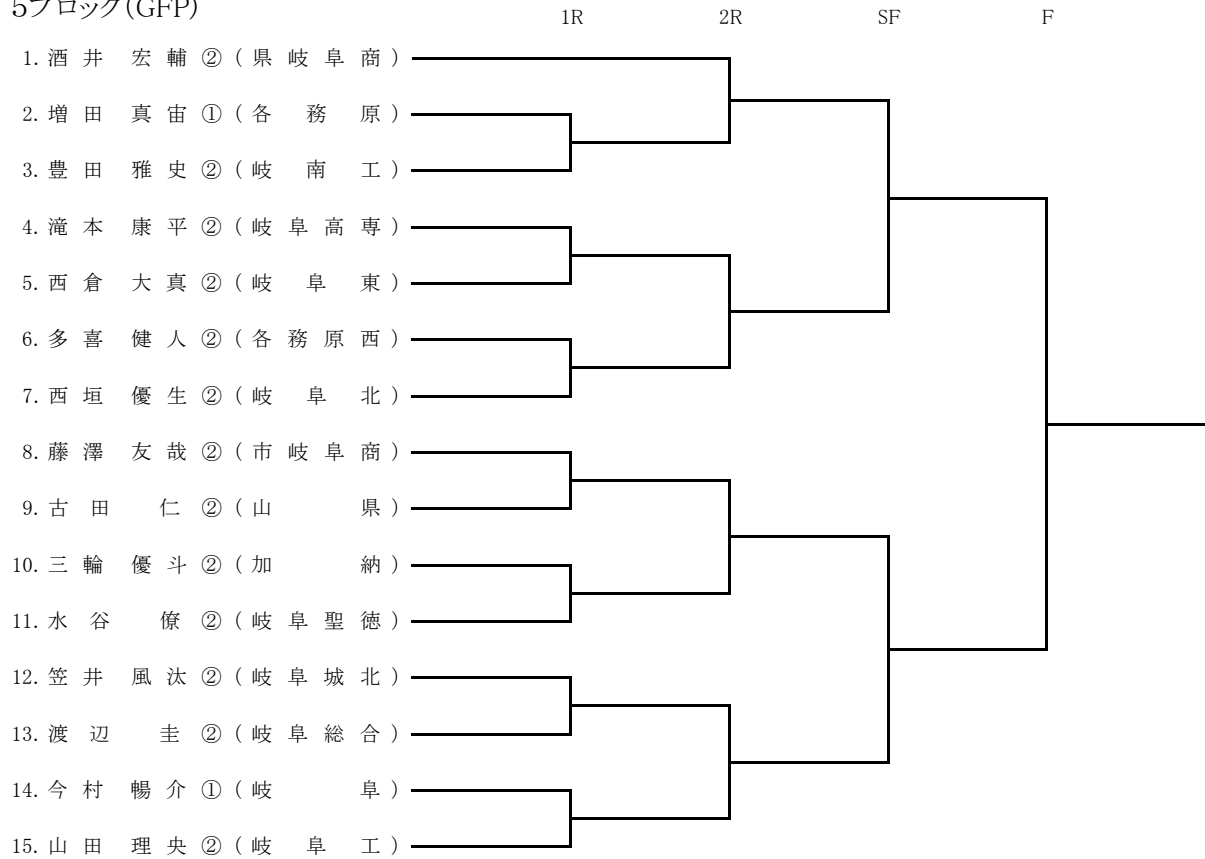 5ブロック(GFP)
1R 2R SF F
1. 酒井 宏輔 ② (県岐阜商)
2. 増田 真宙 ① (各務原)
3. 豊田 雅史 ② (岐南工)
4. 滝本 康平 ② (岐阜高専)
5. 西倉 大真 ② (岐阜東)
6. 多喜 健人 ② (各務原西)
7. 西垣 優生 ② (岐阜北)
8. 藤澤 友哉 ② (市岐阜商)
9. 古田 仁 ② (山県)
10. 三輪 優斗 ② (加納)
11. 水谷 僚 ② (岐阜聖徳)
12. 笠井 風汰 ② (岐阜城北)
13. 渡辺 圭 ② (岐阜総合)
14. 今村 暢介 ① (岐阜)
15. 山田 理央 ② (岐阜工)